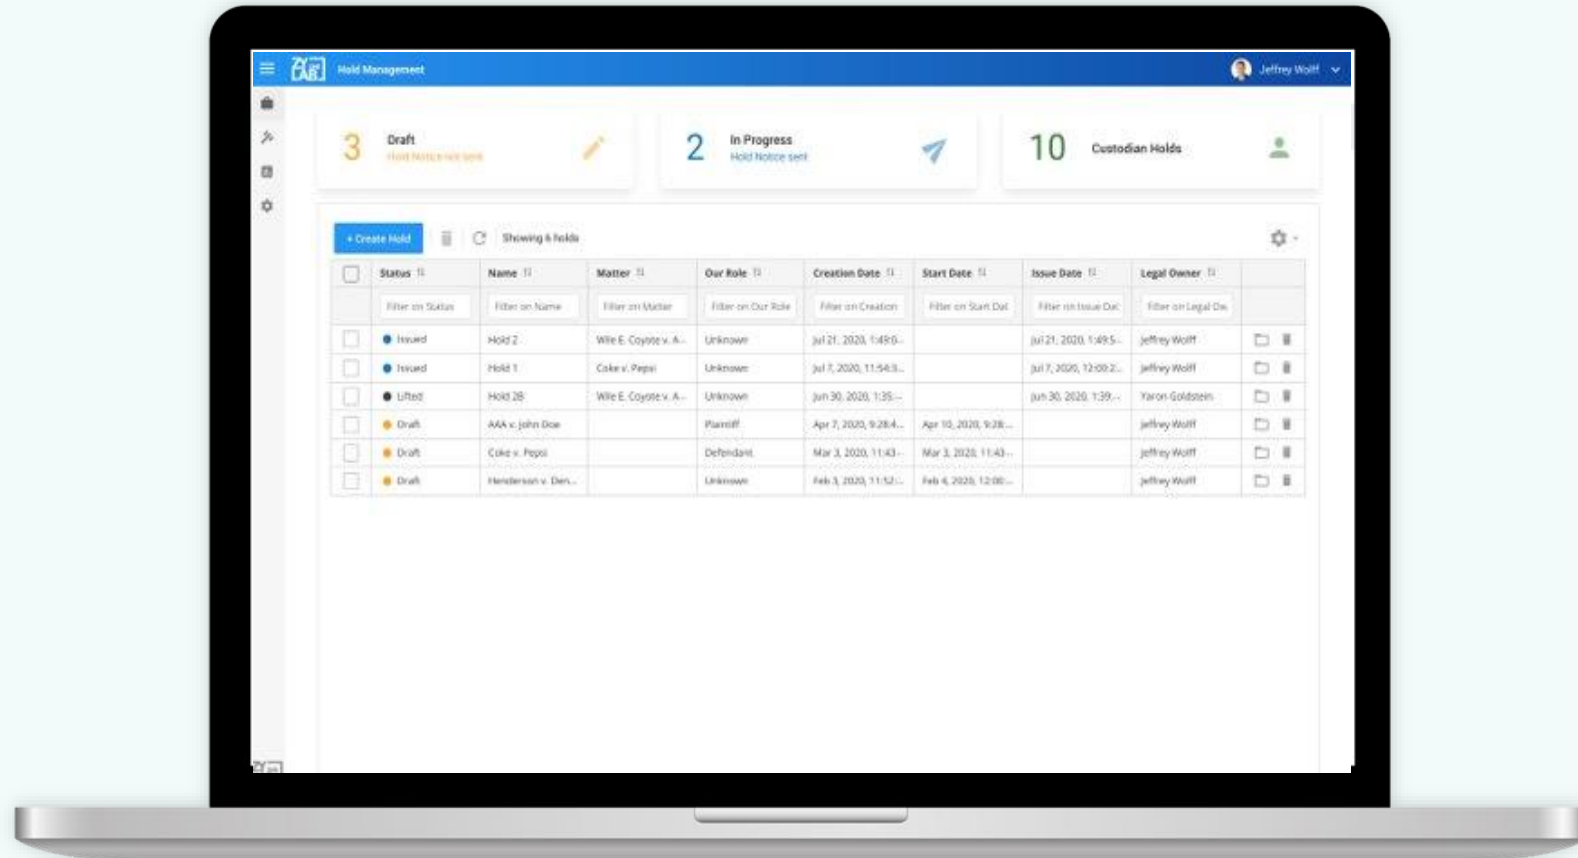 ZY LAB Hold Management Jeffrey Wolff
3 Draft
Hold Notice not sent
2 In Progress
Hold Notice sent
10 Custodian Holds
+ Create Hold Showing 6 holds
Status Name Matter Our Role Creation Date Start Date Issue Date Legal Owner
Filter on Status Filter on Name Filter on Matter Filter on Our Role Filter on Creation Filter on Start Dat Filter on Issue Dat Filter on Legal Ow
Issued Hold 2 Wile E. Coyote v. A... Unknown Jul 21, 2020, 1:49:0... Jul 21, 2020, 1:49:5... Jeffrey Wolff
Issued Hold 1 Coke v. Pepsi Unknown Jul 7, 2020, 11:54:3... Jul 7, 2020, 12:00:2... Jeffrey Wolff
Lifted Hold 2B Wile E. Coyote v. A... Unknown Jun 30, 2020, 1:35:... Jun 30, 2020, 1:39:... Yaron Goldstein
Draft AAA v. John Doe Plaintiff Apr 7, 2020, 9:28:4... Apr 10, 2020, 9:28:... Jeffrey Wolff
Draft Coke v. Pepsi Defendant Mar 3, 2020, 11:43:... Mar 3, 2020, 11:43:... Jeffrey Wolff
Draft Henderson v. Den... Unknown Feb 3, 2020, 11:52:... Feb 4, 2020, 12:00:... Jeffrey Wolff